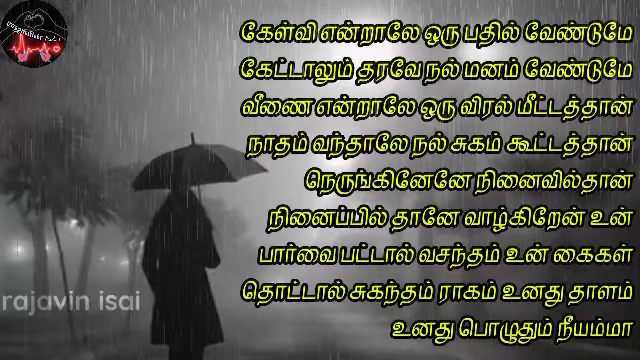 கேள்வி என்றாலே ஒரு பதில் வேண்டுமே
கேட்டாலும் தரவே நல் மனம் வேண்டுமே
வீணை என்றாலே ஒரு விரல் மீட்டத்தான்
நாதம் வந்தாலே நல் சுகம் கூட்டத்தான்
நெருங்கினேனே நினைவில்தான்
நினைப்பில் தானே வாழ்கிறேன் உன்
பார்வை பட்டால் வசந்தம் உன் கைகள்
தொட்டால் சுகந்தம் ராகம் உனது தாளம்
உனது பொழுதும் நீயம்மா
rajavin isai